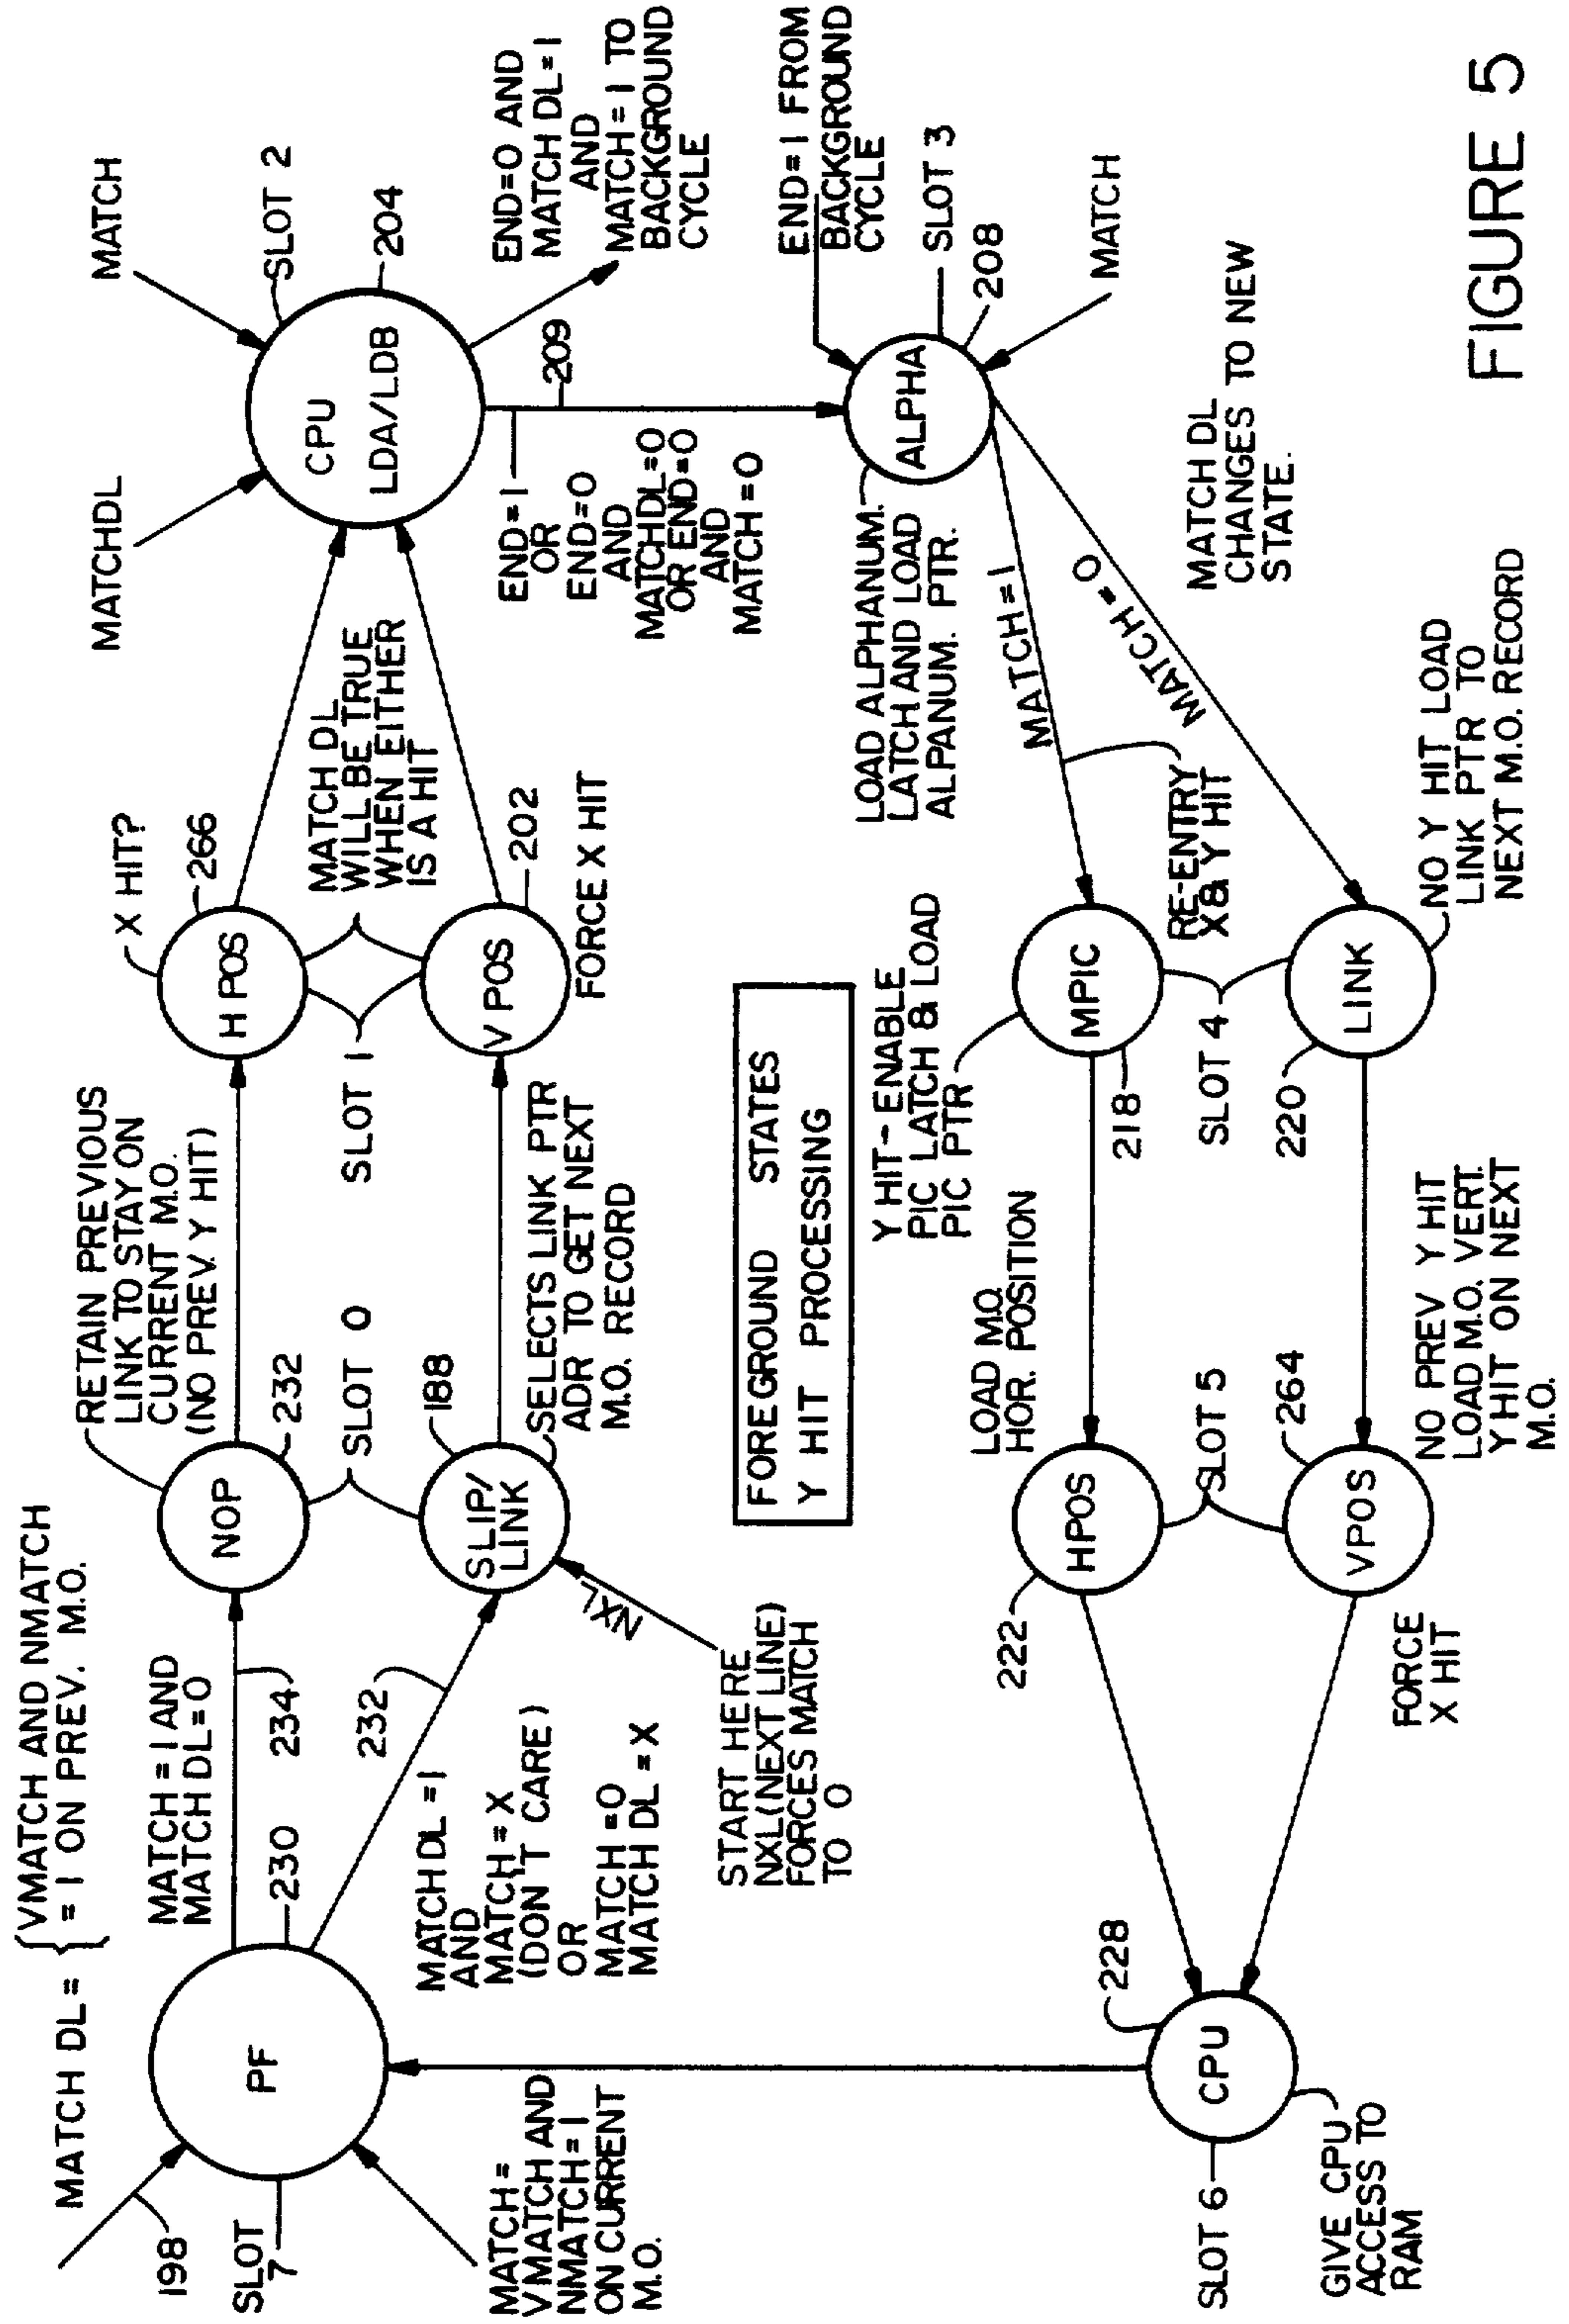 MATCH DL =
{ VMATCH AND NMATCH
= 1 ON PREV. M.O.
198
SLOT
7
PF
230
MATCH =
VMATCH AND
NMATCH=1
ON CURRENT
M.O.
MATCH = 1 AND
MATCH DL=0
234
232
MATCH DL = 1
AND
MATCH = X
(DON'T CARE)
OR
MATCH = 0
MATCH DL = X
START HERE
NXL(NEXT LINE)
FORCES MATCH
TO 0
NXL
RETAIN PREVIOUS
LINK TO STAY ON
CURRENT M.O.
(NO PREV. Y HIT)
NOP
232
SLOT 0
188
SLIP/
LINK
SELECTS LINK PTR
ADR TO GET NEXT
M.O. RECORD
X HIT?
H POS
266
SLOT 1
MATCH DL
WILL BE TRUE
WHEN EITHER
IS A HIT
V POS
202
FORCE X HIT
MATCHDL
MATCH
SLOT 2
204
CPU
LDA/LDB
END=0 AND
MATCH DL=1
AND
MATCH=1 TO
BACKGROUND
CYCLE
209
END=1
OR
END=0
AND
MATCHDL=0
OR END=0
AND
MATCH=0
END=1 FROM
BACKGROUND
CYCLE
SLOT 3
208
MATCH
ALPHA
LOAD ALPHANUM.
LATCH AND LOAD
ALPANUM. PTR.
MATCH=1
MATCH=0
MATCH DL
CHANGES TO NEW
STATE.
RE-ENTRY
X & Y HIT
FOREGROUND STATES
Y HIT PROCESSING
Y HIT-ENABLE
PIC LATCH & LOAD
PIC PTR
MPIC
218
SLOT 4
220
LINK
NO Y HIT LOAD
LINK PTR TO
NEXT M.O. RECORD
LOAD M.O.
HOR. POSITION
HPOS
222
SLOT 5
264
VPOS
NO PREV Y HIT
LOAD M.O. VERT.
Y HIT ON NEXT
M.O.
FORCE
X HIT
228
CPU
SLOT 6
GIVE CPU
ACCESS TO
RAM
FIGURE 5